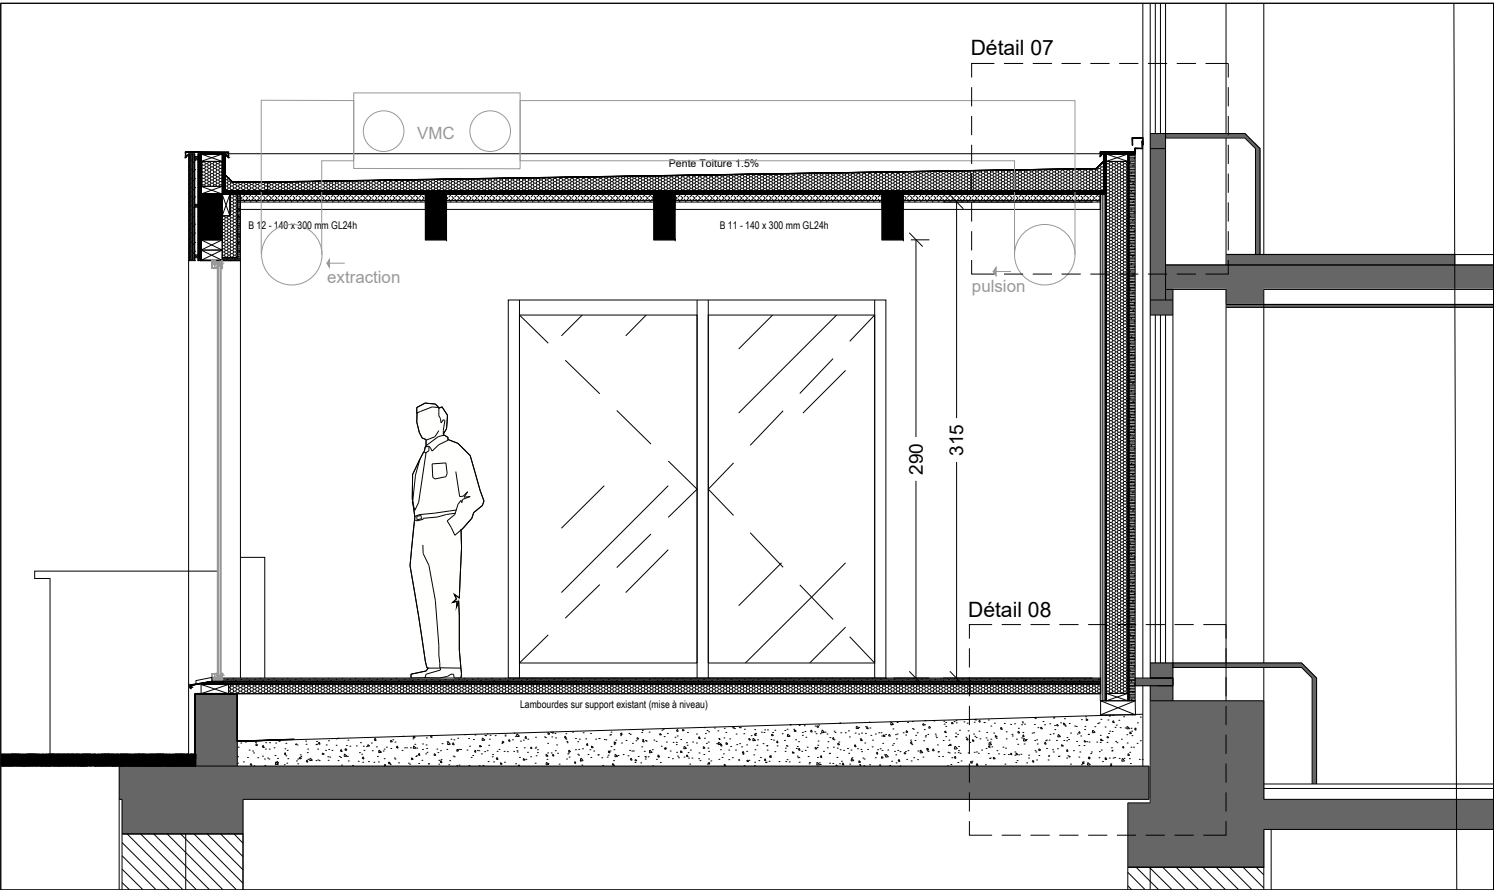 Détail 07
VMC
Pente Toiture 1.5%
B 12 - 140 x 300 mm GL24h
B 11 - 140 x 300 mm GL24h
extraction
pulsion
290
315
Détail 08
Lambourdes sur support existant (mise à niveau)